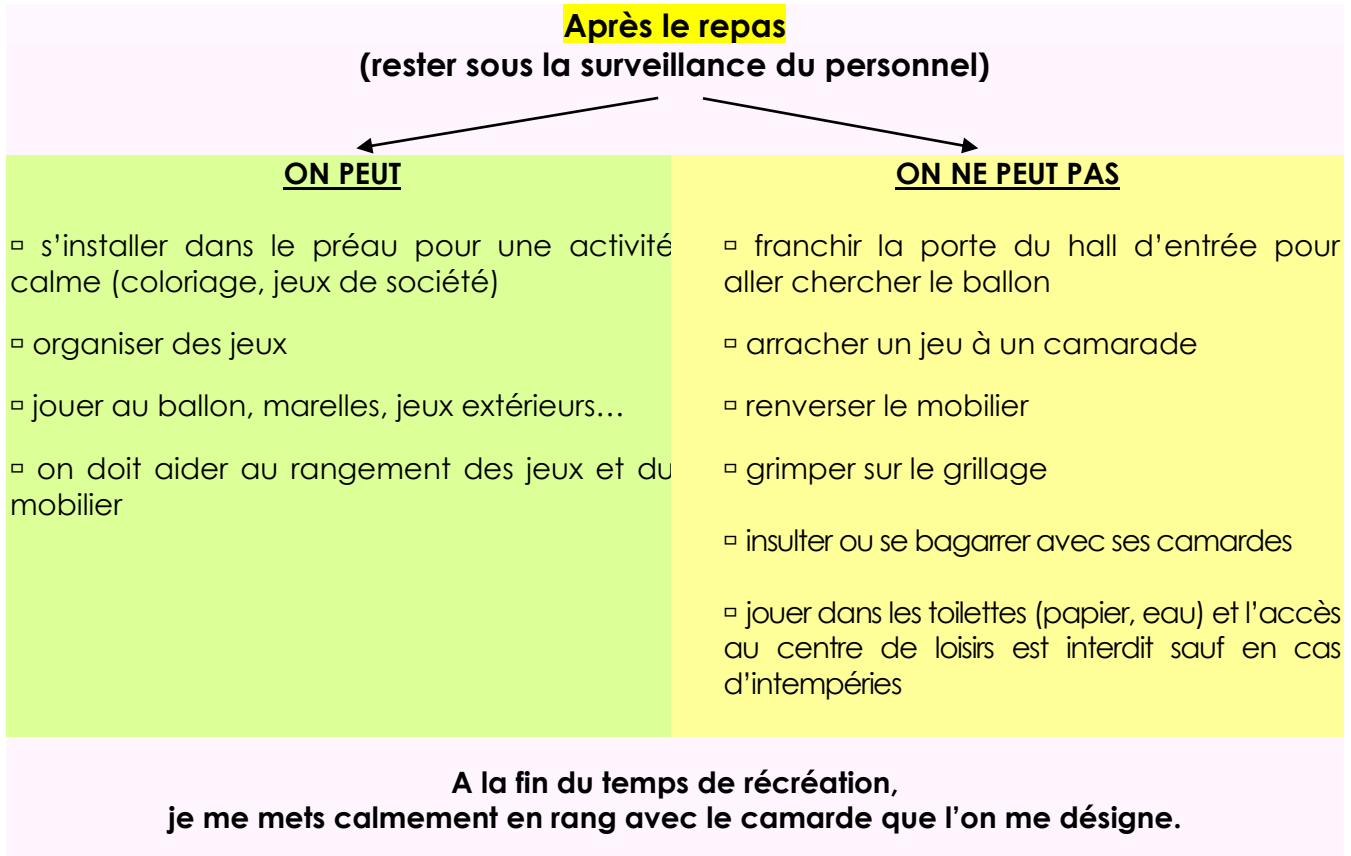 Après le repas
(rester sous la surveillance du personnel)
ON PEUT
▫ s’installer dans le préau pour une activité
calme (coloriage, jeux de société)
▫ organiser des jeux
▫ jouer au ballon, marelles, jeux extérieurs…
▫ on doit aider au rangement des jeux et du
mobilier
ON NE PEUT PAS
▫ franchir la porte du hall d’entrée pour
aller chercher le ballon
▫ arracher un jeu à un camarade
▫ renverser le mobilier
▫ grimper sur le grillage
▫ insulter ou se bagarrer avec ses camardes
▫ jouer dans les toilettes (papier, eau) et l’accès
au centre de loisirs est interdit sauf en cas
d’intempéries
A la fin du temps de récréation,
je me mets calmement en rang avec le camarde que l’on me désigne.